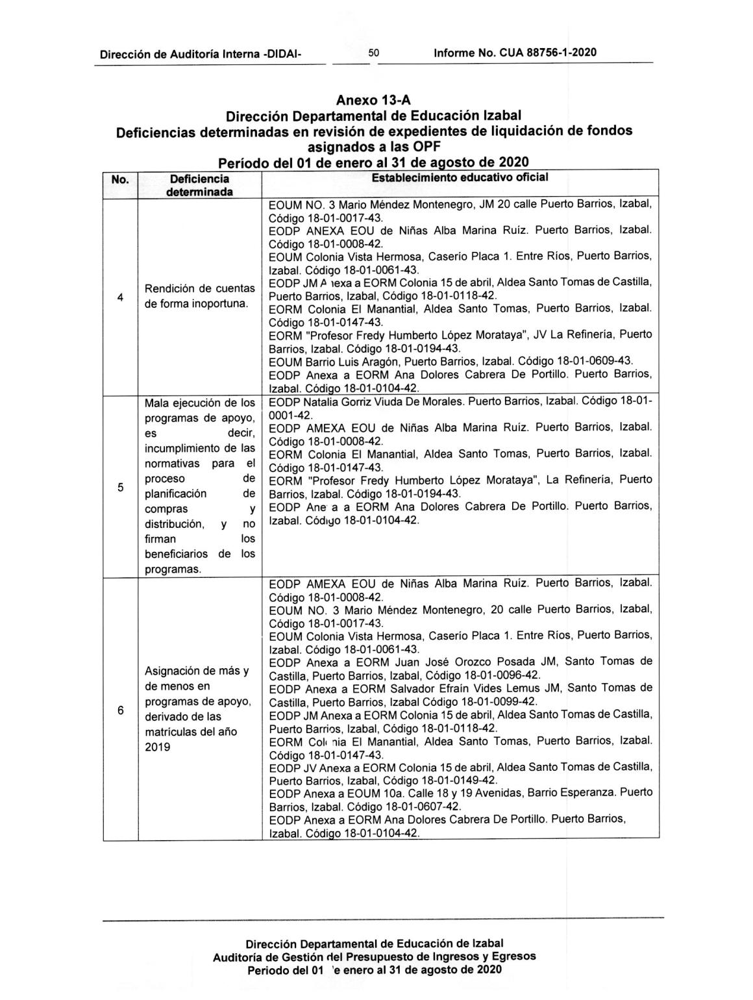 Dirección de Auditoría Interna -DIDAI- 50 Informe No. CUA 88756-1-2020
Anexo 13-A
Dirección Departamental de Educación Izabal
Deficiencias determinadas en revisión de expedientes de liquidación de fondos
asignados a las OPF
Período del 01 de enero al 31 de agosto de 2020
No. Deficiencia determinada Establecimiento educativo oficial
4
Rendición de cuentas
de forma inoportuna.
EOUM NO. 3 Mario Méndez Montenegro, JM 20 calle Puerto Barrios, Izabal,
Código 18-01-0017-43.
EODP ANEXA EOU de Niñas Alba Marina Ruíz. Puerto Barrios, Izabal.
Código 18-01-0008-42.
EOUM Colonia Vista Hermosa, Caserío Placa 1. Entre Ríos, Puerto Barrios,
Izabal. Código 18-01-0061-43.
EODP JM Anexa a EORM Colonia 15 de abril, Aldea Santo Tomas de Castilla,
Puerto Barrios, Izabal, Código 18-01-0118-42.
EORM Colonia El Manantial, Aldea Santo Tomas, Puerto Barrios, Izabal.
Código 18-01-0147-43.
EORM "Profesor Fredy Humberto López Morataya", JV La Refinería, Puerto
Barrios, Izabal. Código 18-01-0194-43.
EOUM Barrio Luis Aragón, Puerto Barrios, Izabal. Código 18-01-0609-43.
EODP Anexa a EORM Ana Dolores Cabrera De Portillo. Puerto Barrios,
Izabal. Código 18-01-0104-42.
5
Mala ejecución de los
programas de apoyo,
es decir,
incumplimiento de las
normativas para el
proceso de
planificación de
compras y
distribución, y no
firman los
beneficiarios de los
programas.
EODP Natalia Gorriz Viuda De Morales. Puerto Barrios, Izabal. Código 18-01-
0001-42.
EODP AMEXA EOU de Niñas Alba Marina Ruíz. Puerto Barrios, Izabal.
Código 18-01-0008-42.
EORM Colonia El Manantial, Aldea Santo Tomas, Puerto Barrios, Izabal.
Código 18-01-0147-43.
EORM "Profesor Fredy Humberto López Morataya", La Refinería, Puerto
Barrios, Izabal. Código 18-01-0194-43.
EODP Anexa a EORM Ana Dolores Cabrera De Portillo. Puerto Barrios,
Izabal. Código 18-01-0104-42.
6
Asignación de más y
de menos en
programas de apoyo,
derivado de las
matrículas del año
2019
EODP AMEXA EOU de Niñas Alba Marina Ruíz. Puerto Barrios, Izabal.
Código 18-01-0008-42.
EOUM NO. 3 Mario Méndez Montenegro, 20 calle Puerto Barrios, Izabal,
Código 18-01-0017-43.
EOUM Colonia Vista Hermosa, Caserío Placa 1. Entre Ríos, Puerto Barrios,
Izabal. Código 18-01-0061-43.
EODP Anexa a EORM Juan José Orozco Posada JM, Santo Tomas de
Castilla, Puerto Barrios, Izabal, Código 18-01-0096-42.
EODP Anexa a EORM Salvador Efraín Vides Lemus JM, Santo Tomas de
Castilla, Puerto Barrios, Izabal Código 18-01-0099-42.
EODP JM Anexa a EORM Colonia 15 de abril, Aldea Santo Tomas de Castilla,
Puerto Barrios, Izabal, Código 18-01-0118-42.
EORM Colonia El Manantial, Aldea Santo Tomas, Puerto Barrios, Izabal.
Código 18-01-0147-43.
EODP JV Anexa a EORM Colonia 15 de abril, Aldea Santo Tomas de Castilla,
Puerto Barrios, Izabal, Código 18-01-0149-42.
EODP Anexa a EOUM 10a. Calle 18 y 19 Avenidas, Barrio Esperanza. Puerto
Barrios, Izabal. Código 18-01-0607-42.
EODP Anexa a EORM Ana Dolores Cabrera De Portillo. Puerto Barrios,
Izabal. Código 18-01-0104-42.
Dirección Departamental de Educación de Izabal
Auditoría de Gestión del Presupuesto de Ingresos y Egresos
Periodo del 01 de enero al 31 de agosto de 2020